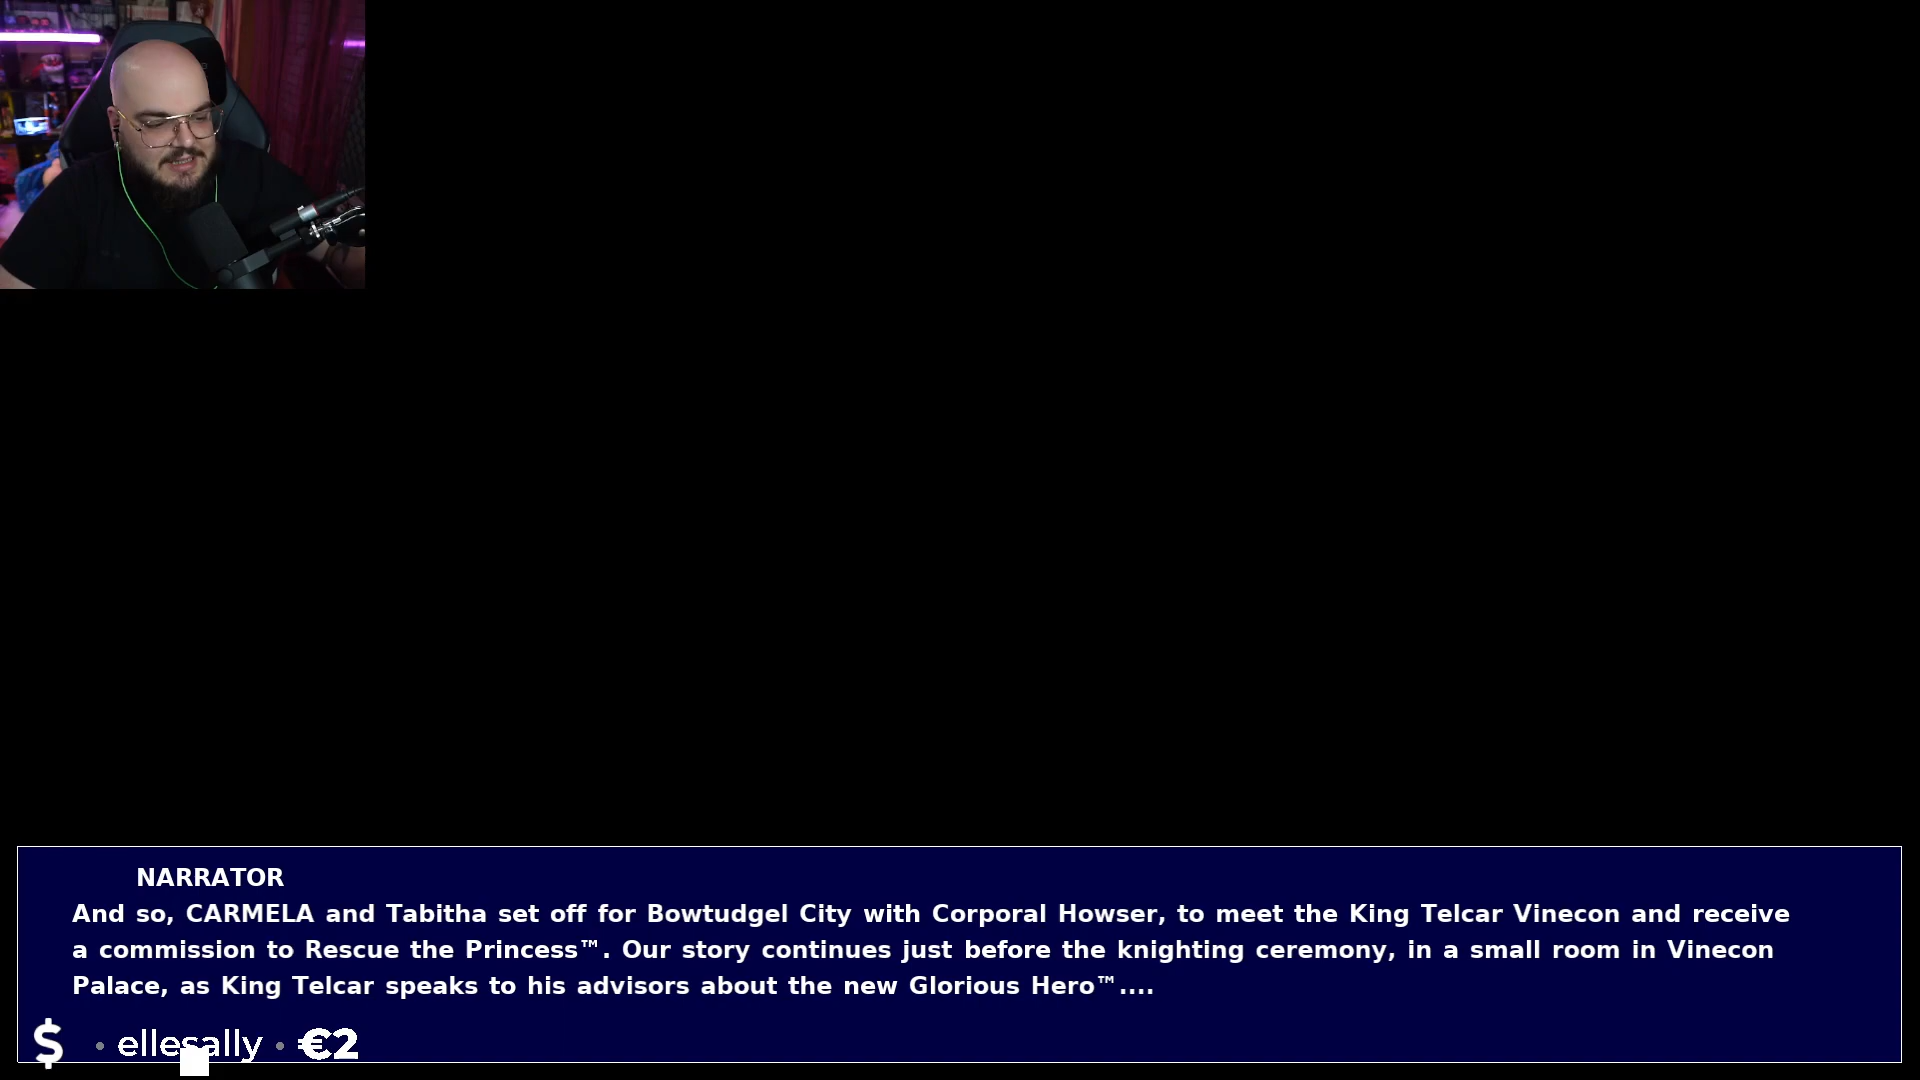 NARRATOR
And so, CARMELA and Tabitha set off for Bowtudgel City with Corporal Howser, to meet the King Telcar Vinecon and receive
a commission to Rescue the Princess™. Our story continues just before the knighting ceremony, in a small room in Vinecon
Palace, as King Telcar speaks to his advisors about the new Glorious Hero™....
$ • ellesally • €2